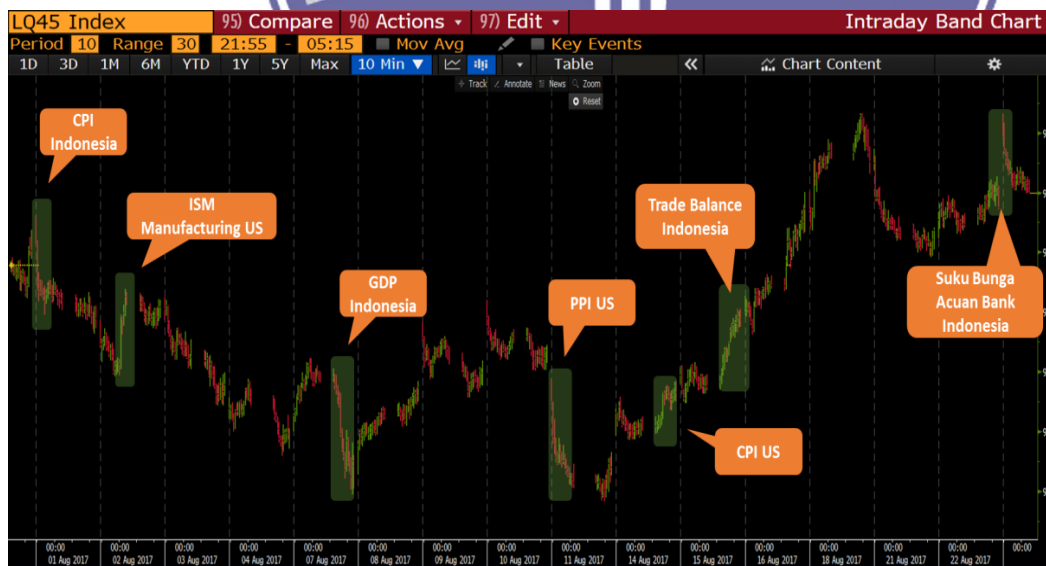 LQ45 Index 95) Compare 96) Actions 97) Edit Intraday Band Chart
Period 10 Range 30 21:55 - 05:15 Mov Avg Key Events
1D 3D 1M 6M YTD 1Y 5Y Max 10 Min ▼ Table « Chart Content
Track Annotate News Zoom
Reset
CPI
Indonesia
ISM
Manufacturing US
GDP
Indonesia
PPI US
Trade Balance
Indonesia
CPI US
Suku Bunga
Acuan Bank
Indonesia
00:00 00:00 00:00 00:00 00:00 00:00 00:00 00:00 00:00 00:00 00:00 00:00 00:00 00:00 00:00 00:00
01 Aug 2017 02 Aug 2017 03 Aug 2017 04 Aug 2017 07 Aug 2017 08 Aug 2017 09 Aug 2017 10 Aug 2017 11 Aug 2017 14 Aug 2017 15 Aug 2017 16 Aug 2017 18 Aug 2017 21 Aug 2017 22 Aug 2017